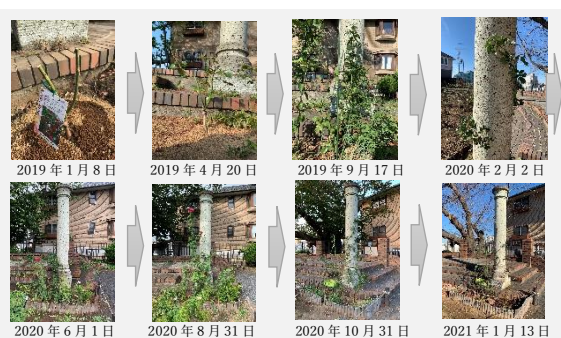 2019 年 1 月 8 日
2019 年 4 月 20 日
2019 年 9 月 17 日
2020 年 2 月 2 日
2020 年 6 月 1 日
2020 年 8 月 31 日
2020 年 10 月 31 日
2021 年 1 月 13 日